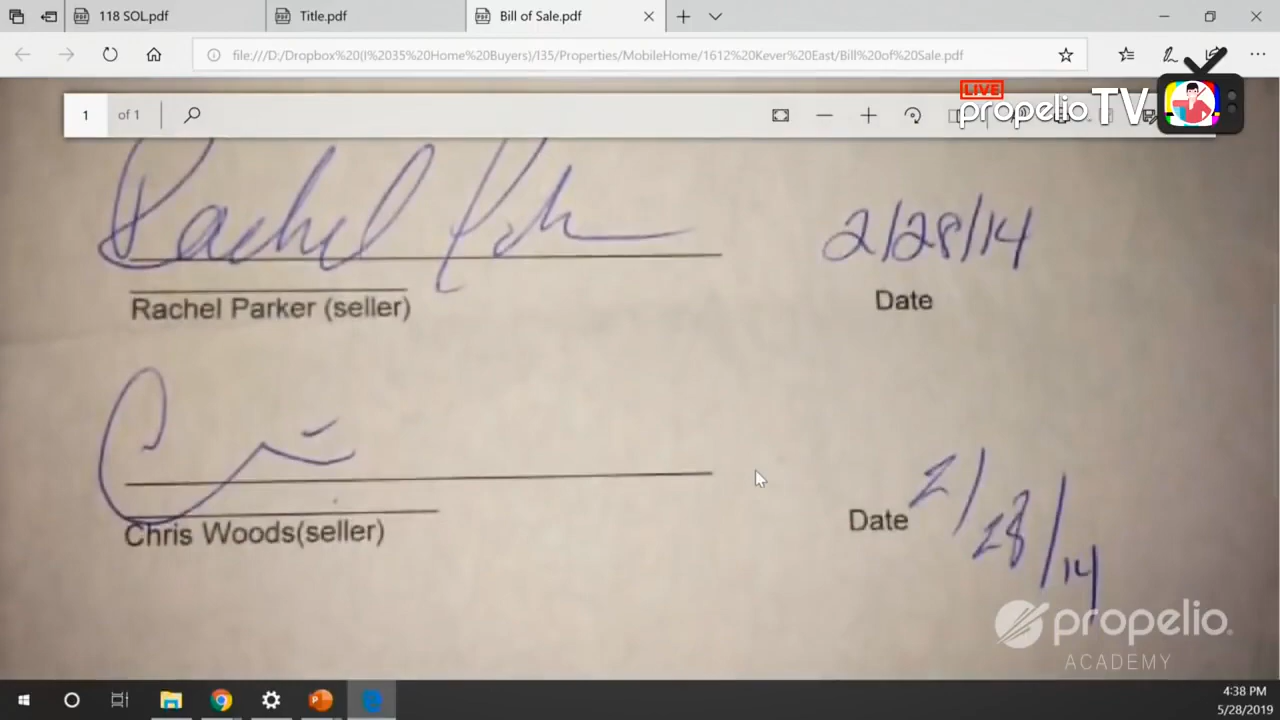 118 SOL.pdf
Title.pdf
Bill of Sale.pdf
file:///D:/Dropbox%20(I%2035%20Home%20Buyers)/I35/Properties/MobileHome/1612%20Kever%20East/Bill%20of%20Sale.pdf
1 of 1
LIVE
propelio TV
Rachel
2/28/14
Rachel Parker (seller)
Date
2/28/14
Date
Chris Woods(seller)
propelio
ACADEMY
4:38 PM
5/28/2019